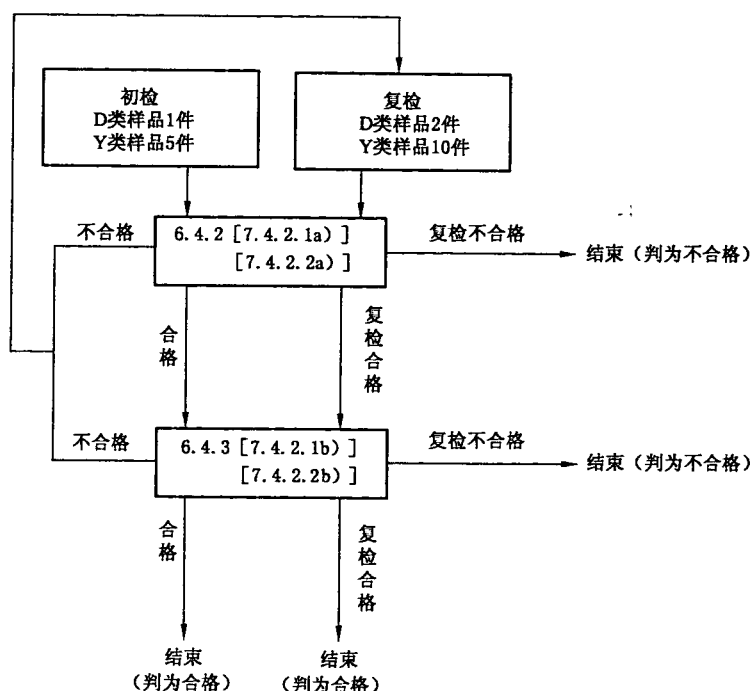 初检
D类样品1件
Y类样品5件
复检
D类样品2件
Y类样品10件
不合格
6.4.2 [7.4.2.1a)]
[7.4.2.2a)]
复检不合格
结束（判为不合格）
合格
复检合格
不合格
6.4.3 [7.4.2.1b)]
[7.4.2.2b)]
复检不合格
结束（判为不合格）
合格
复检合格
结束
（判为合格）
结束
（判为合格）